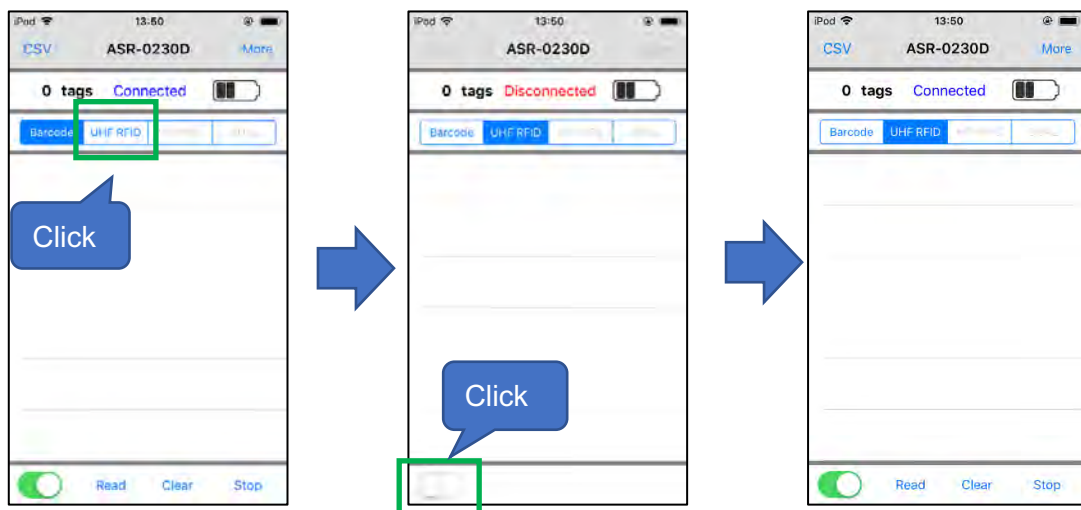 iPod 13:50
CSV ASR-0230D More
0 tags Connected
Barcode UHF RFID
Click
Read Clear Stop
iPod 13:50
ASR-0230D
0 tags Disconnected
Barcode UHF RFID
Click
iPod 13:50
CSV ASR-0230D More
0 tags Connected
Barcode UHF RFID
Read Clear Stop